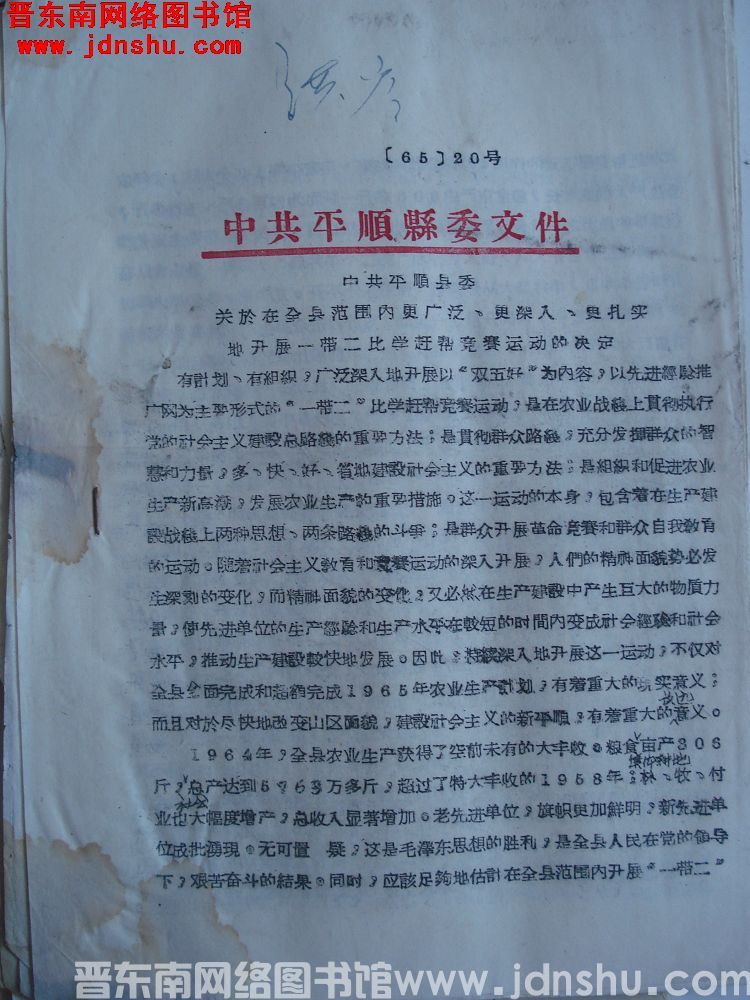 晋东南网络图书馆
www.jdnshu.com
〔65〕20号
中共平順縣委文件
中共平順县委
关於在全县范围内更广泛、更深入、更扎实
地开展一带二比学赶帮竞赛运动的决定
有計划、有組織，广泛深入地开展以“双五好”为内容，以先进經驗推
广网为主要形式的“一带二”比学赶帮竞赛运动，是在农业战綫上貫彻执行
党的社会主义建設总路綫的重要方法；是貫彻群众路綫，充分发揮群众的智
慧和力量，多、快、好、省地建設社会主义的重要方法；是組織和促进农业
生产新高潮，发展农业生产的重要措施。这一运动的本身，包含着在生产建
設战綫上两种思想、两条路綫的斗爭；是群众开展革命竞賽和群众自我教育
的运动。随着社会主义教育和竞賽运动的深入开展，人們的精神面貌势必发
生深刻的变化，而精神面貌的变化，又必然在生产建設中产生巨大的物质力
量，使先进单位的生产經驗和生产水平在較短的时間内变成社会經驗和社会
水平，推动生产建設較快地发展。因此，持續深入地开展这一运动，不仅对
全县全面完成和超额完成1965年农业生产計划，有着重大的现实意义；
而且对於尽快地改变山区面貌，建設社会主义的新平順，有着重大的意义。
1964年，全县农业生产获得了空前未有的大丰收。粮食亩产306
斤，总产达到5763万多斤，超过了特大丰收的1958年；林、牧、付
业也大幅度增产，总收入显著增加。老先进单位，旗帜更加鲜明，新先进单
位成批湧現。无可置 疑，这是毛澤东思想的胜利，是全县人民在党的领导
下，艰苦奋斗的結果。同时，应該足夠地估計在全县范围内开展“一带二”
晋东南网络图书馆www.jdnshu.com